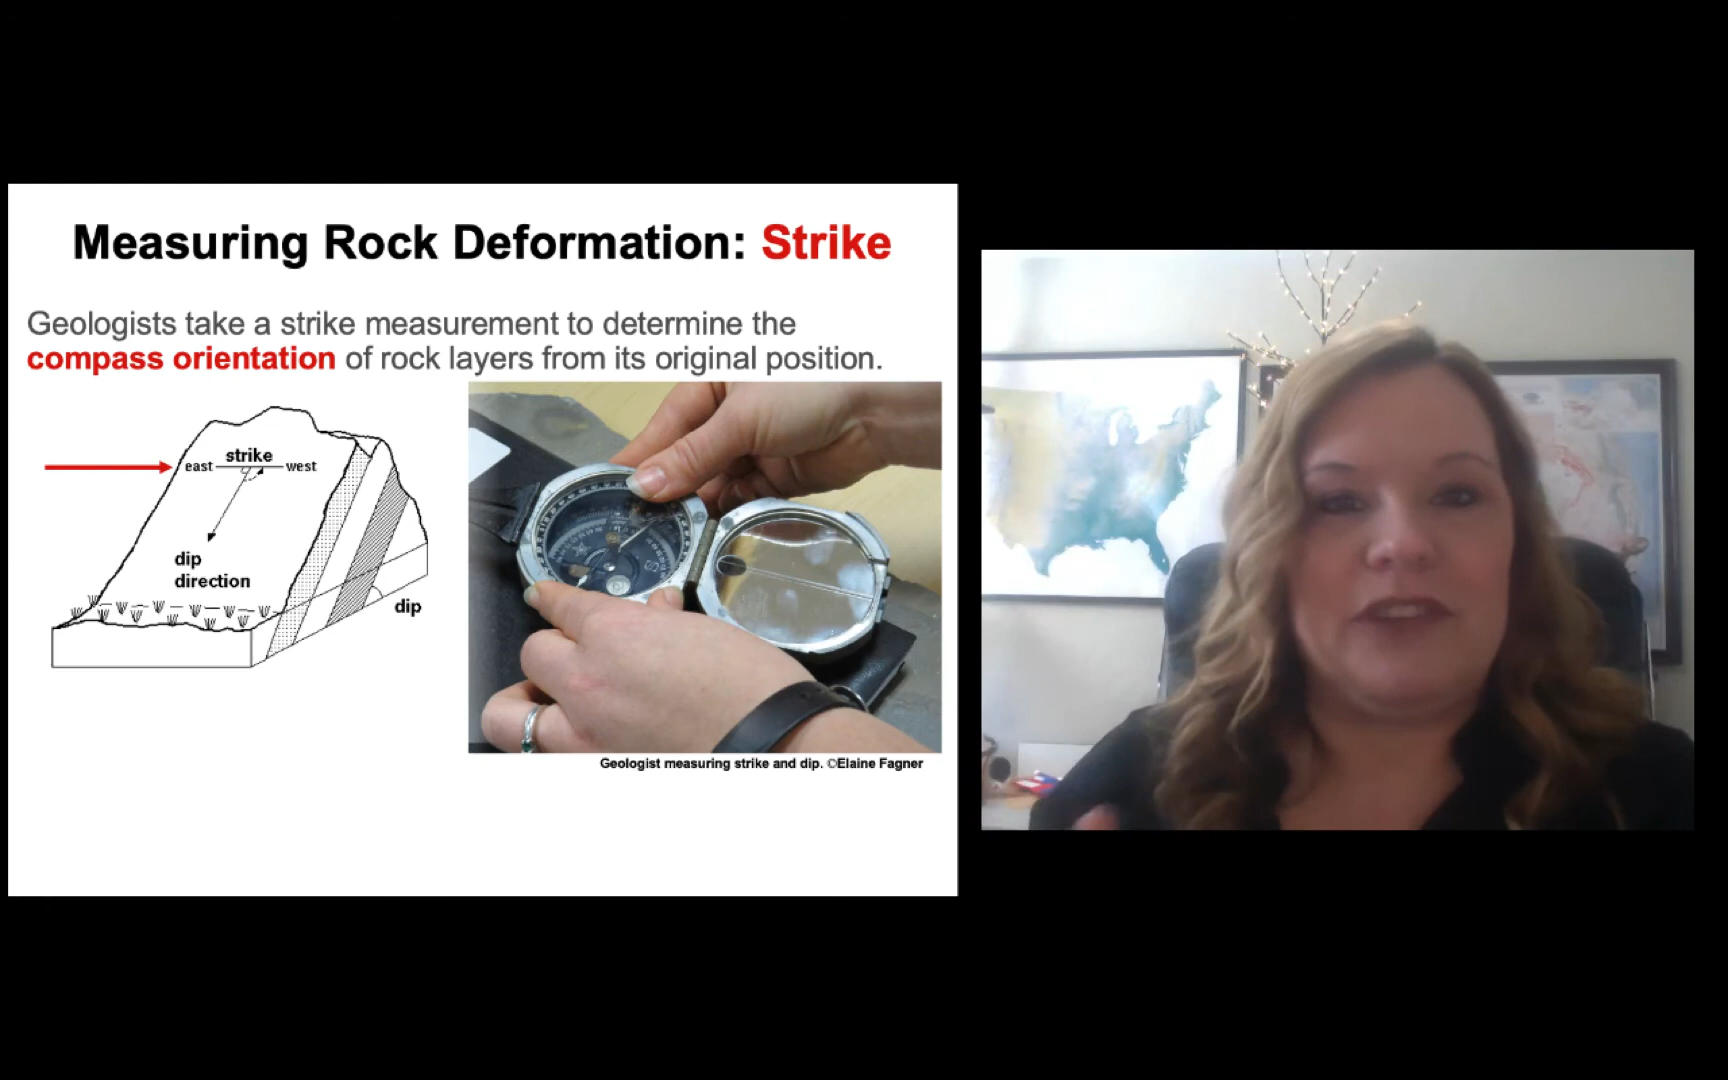 Measuring Rock Deformation: Strike
Geologists take a strike measurement to determine the
compass orientation of rock layers from its original position.
strike
east
west
dip
direction
dip
Geologist measuring strike and dip. ©Elaine Fagner